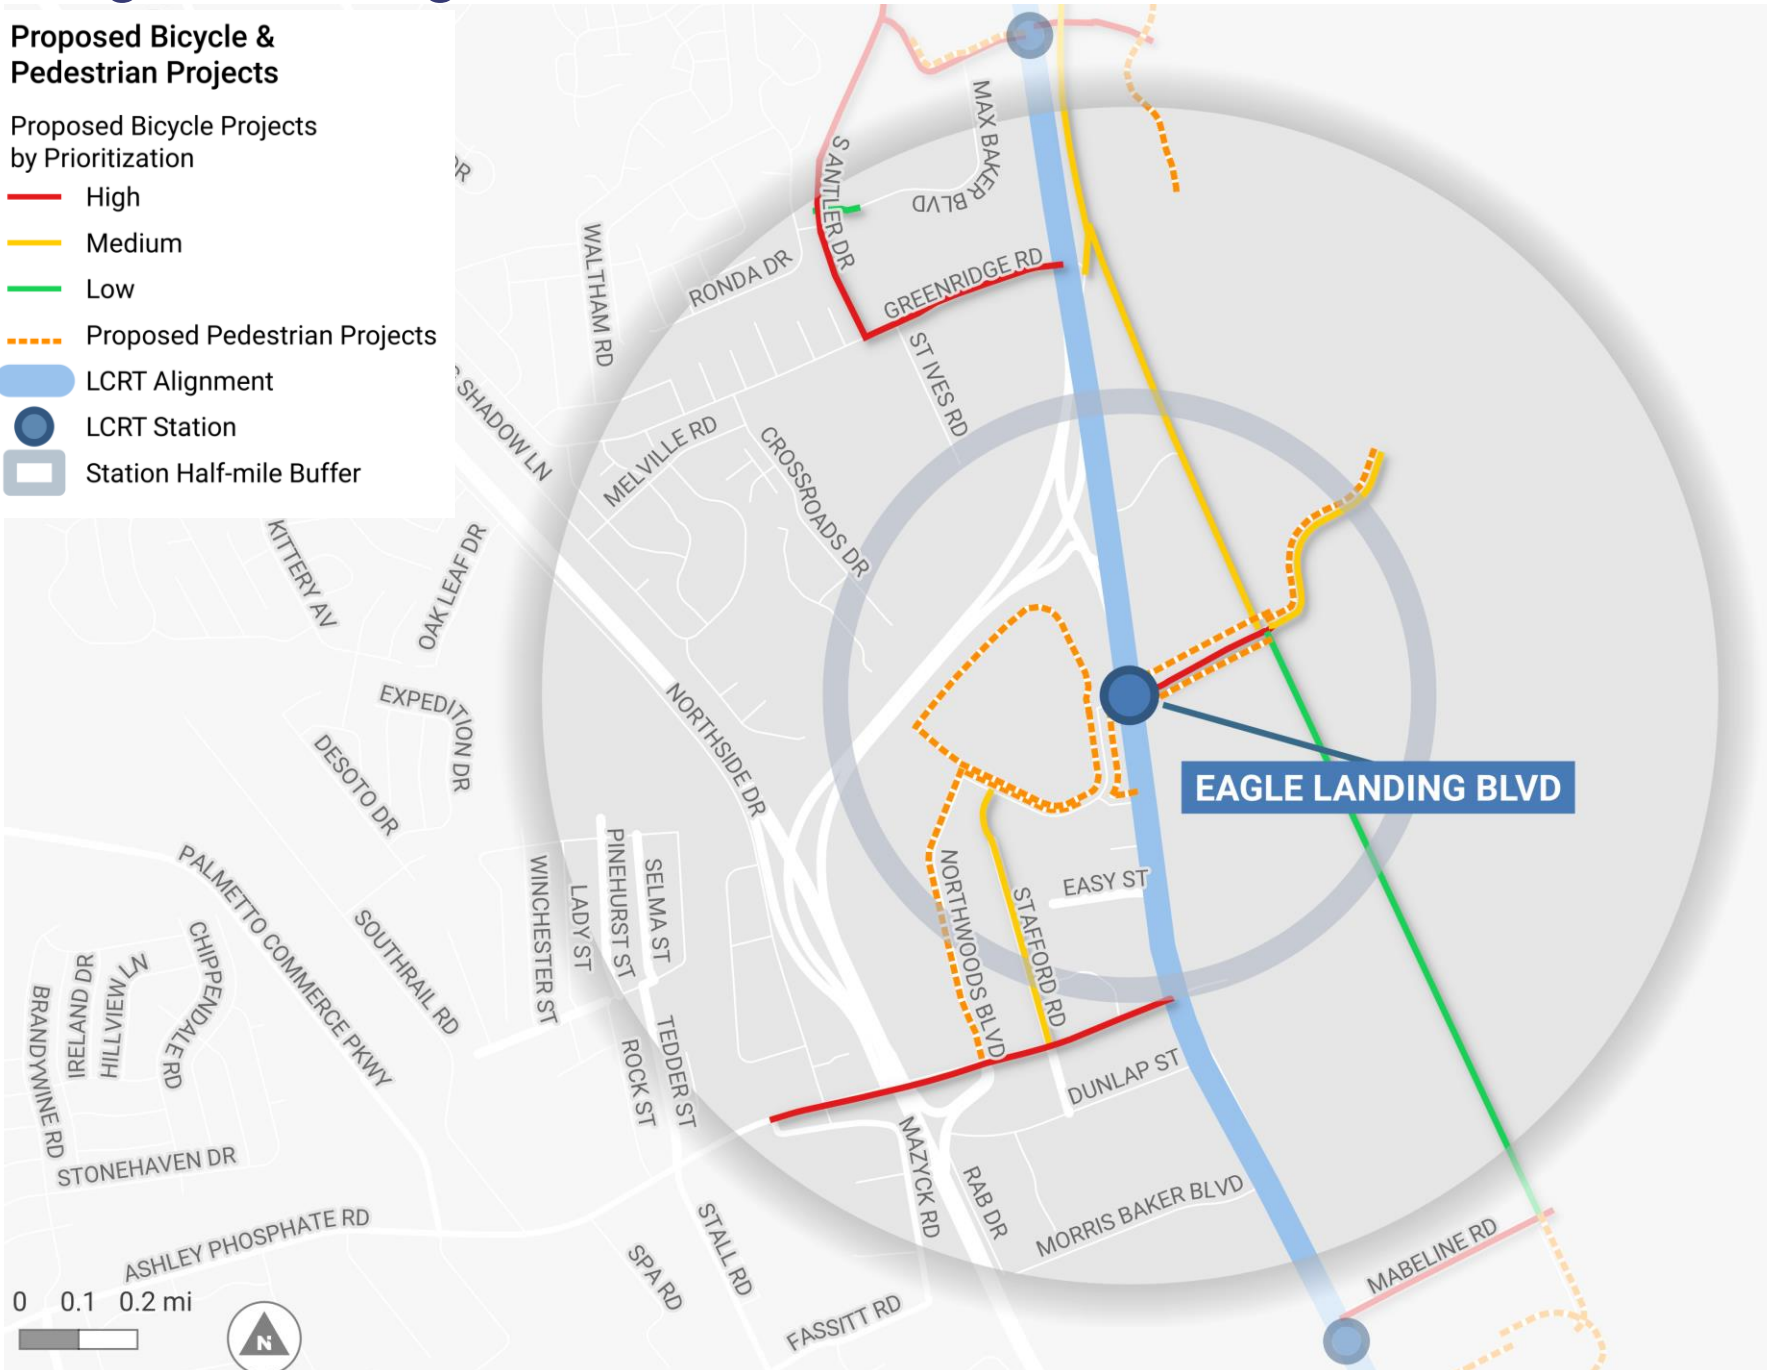 Proposed Bicycle &
Pedestrian Projects
Proposed Bicycle Projects
by Prioritization
High
Medium
Low
Proposed Pedestrian Projects
LCRT Alignment
LCRT Station
Station Half-mile Buffer
DR
MAX BAKER BLVD
S ANTLER DR
WALTHAM RD
RONDA DR
GREENRIDGE RD
ST IVES RD
SHADOW LN
MELVILLE RD
CROSSROADS DR
KITTERY AV
OAK LEAF DR
EXPEDITION DR
DESOTO DR
NORTHSIDE DR
EAGLE LANDING BLVD
PALMETTO COMMERCE PKWY
WINCHESTER ST
LADY ST
PINEHURST ST
SELMA ST
NORTHWOODS BLVD
STAFFORD RD
EASY ST
SOUTHRAIL RD
CHIPPENDALE RD
BRANDYWINE RD
IRELAND DR
HILLVIEW LN
ROCK ST
TEDDER ST
DUNLAP ST
STONEHAVEN DR
MAZYCK RD
RAB DR
MORRIS BAKER BLVD
ASHLEY PHOSPHATE RD
SPA RD
STALL RD
MABELINE RD
FASSITT RD
0 0.1 0.2 mi
N